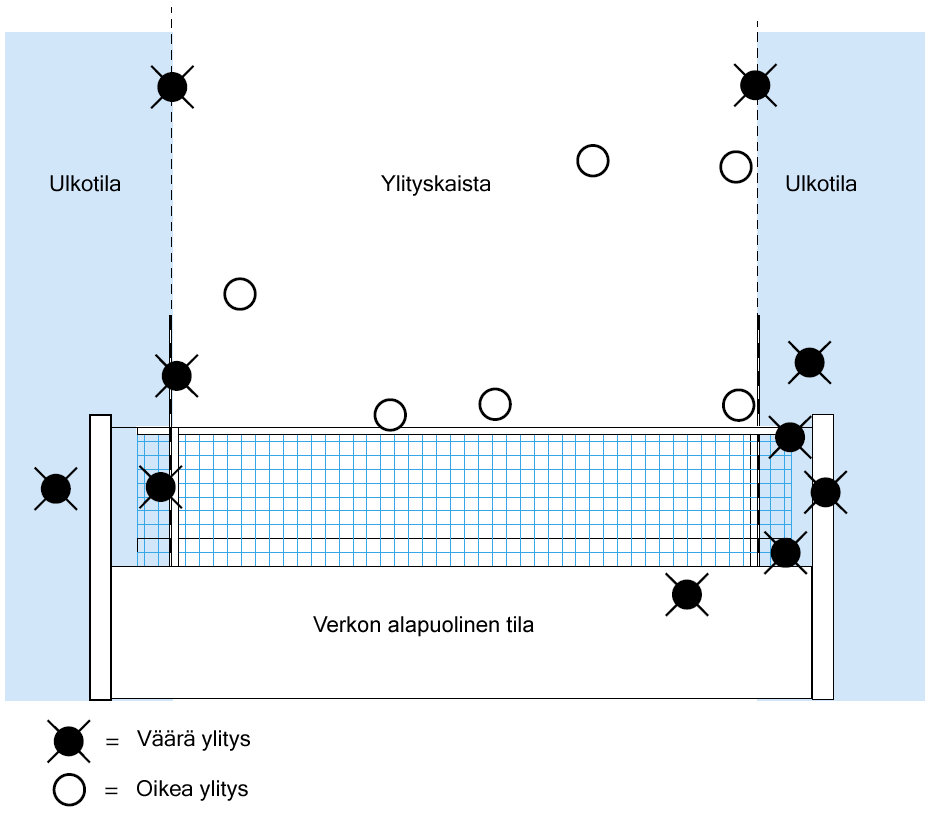 Ulkotila
Ylityskaista
Ulkotila
Verkon alapuolinen tila
= Väärä ylitys
= Oikea ylitys